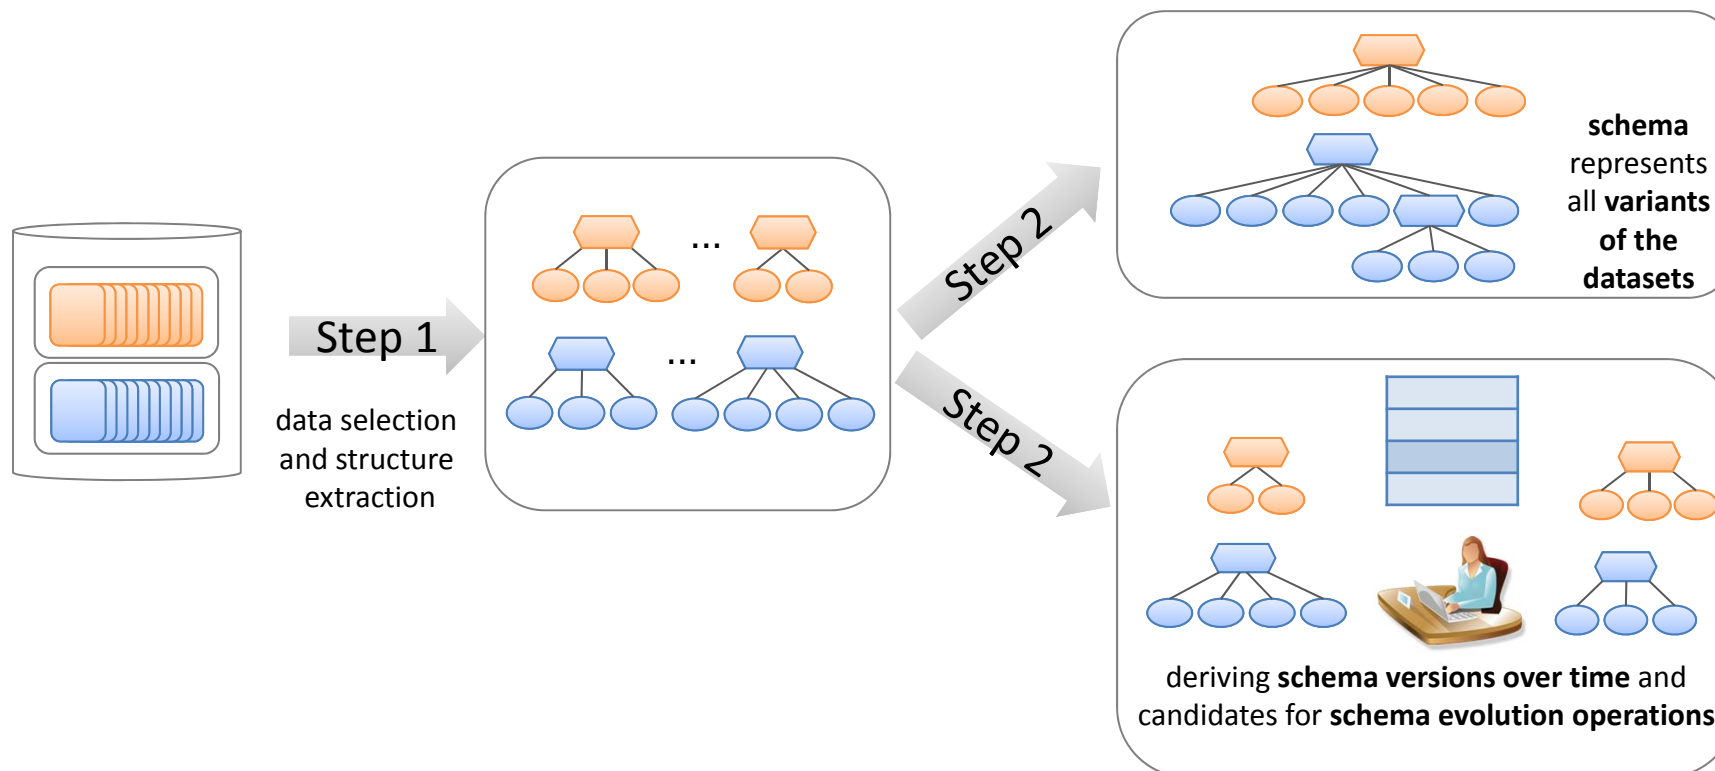 Step 1
data selection
and structure
extraction
...
...
Step 2
schema
represents
all variants
of the
datasets
Step 2
deriving schema versions over time and
candidates for schema evolution operations